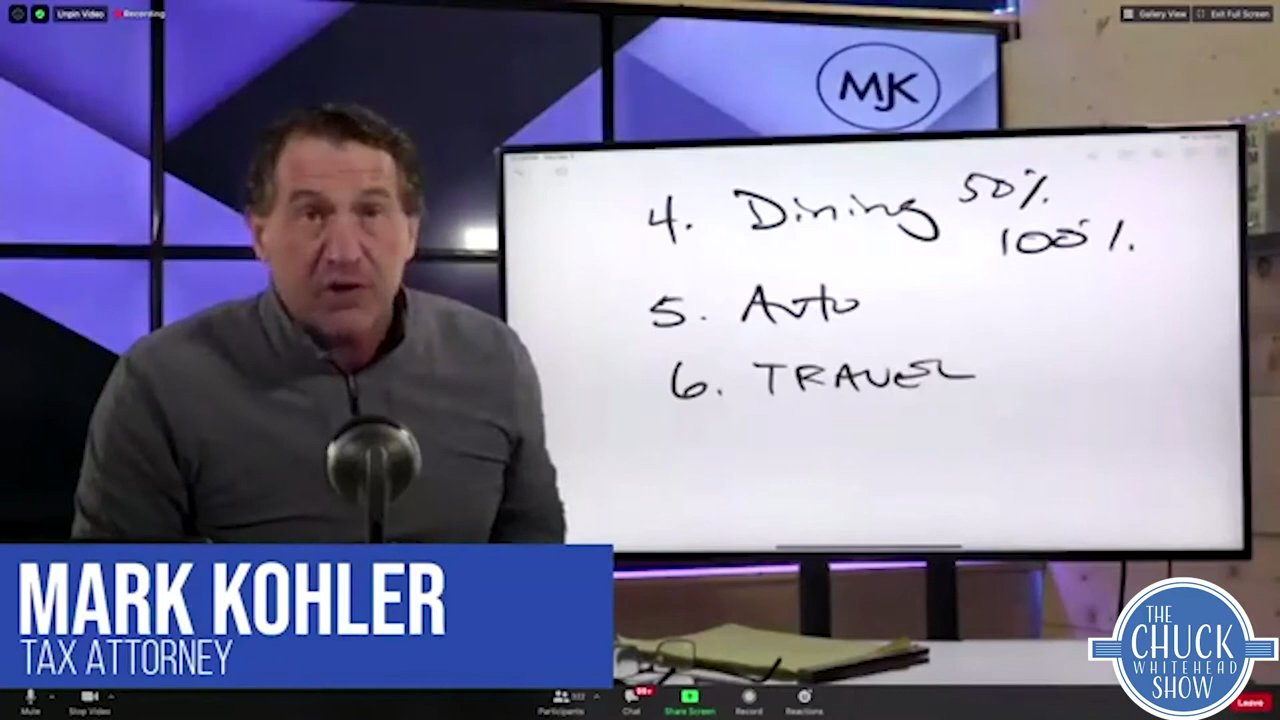 Unpin Video
Recording
Gallery View
Exit Full Screen
MJK
4. Dining 50%
100%
5. Auto
6. TRAVEL
MARK KOHLER
TAX ATTORNEY
THE
CHUCK
WHITEHEAD
SHOW
Mute
Stop Video
Participants
Chat
99+
Share Screen
Record
Reactions
Leave